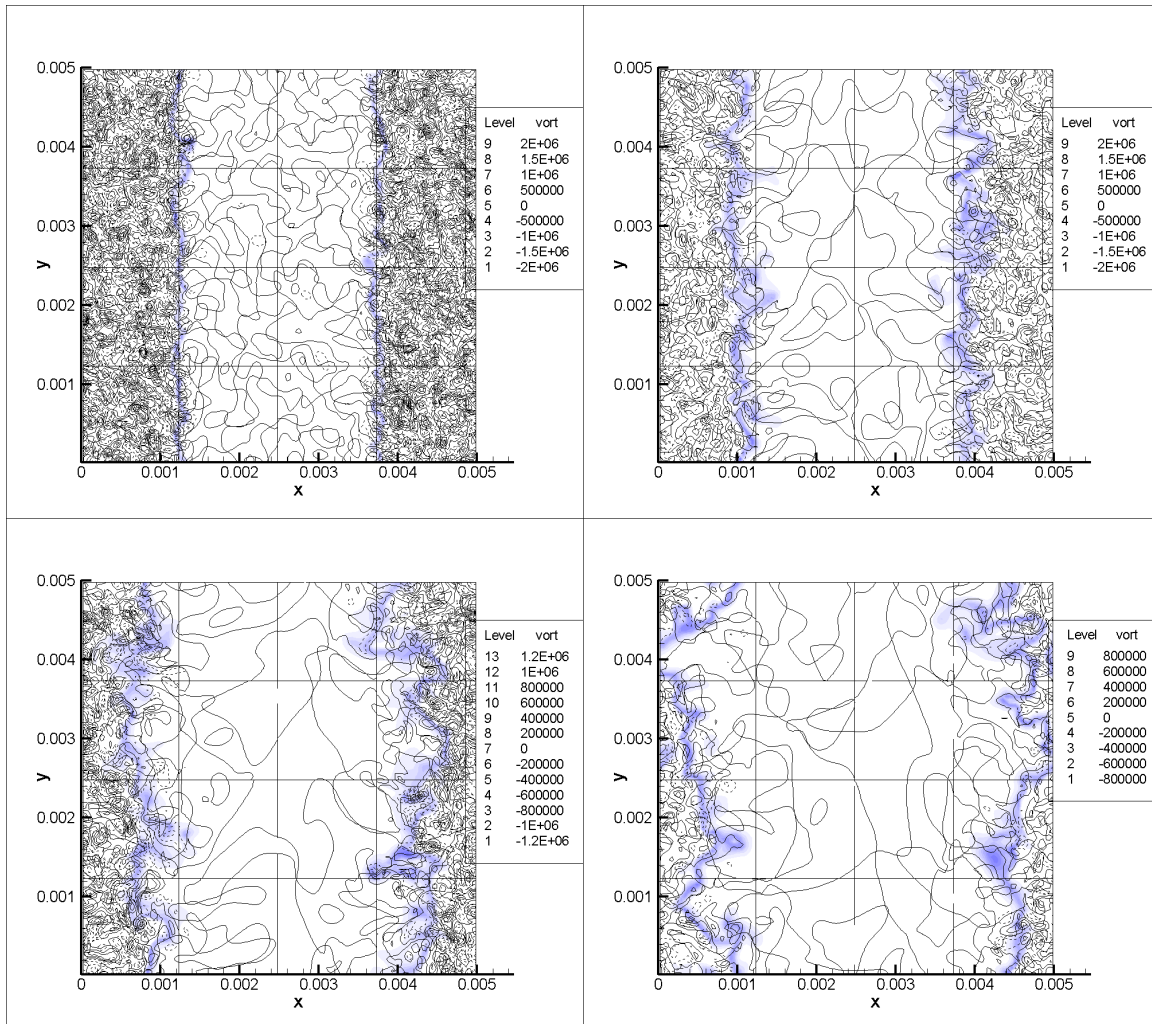 0.005
0.004
0.003
0.002
0.001
y
0 0.001 0.002 0.003 0.004 0.005
x
Level vort
9 2E+06
8 1.5E+06
7 1E+06
6 500000
5 0
4 -500000
3 -1E+06
2 -1.5E+06
1 -2E+06
0.005
0.004
0.003
0.002
0.001
y
0 0.001 0.002 0.003 0.004 0.005
x
Level vort
9 2E+06
8 1.5E+06
7 1E+06
6 500000
5 0
4 -500000
3 -1E+06
2 -1.5E+06
1 -2E+06
0.005
0.004
0.003
0.002
0.001
y
0 0.001 0.002 0.003 0.004 0.005
x
Level vort
13 1.2E+06
12 1E+06
11 800000
10 600000
9 400000
8 200000
7 0
6 -200000
5 -400000
4 -600000
3 -800000
2 -1E+06
1 -1.2E+06
0.005
0.004
0.003
0.002
0.001
y
0 0.001 0.002 0.003 0.004 0.005
x
Level vort
9 800000
8 600000
7 400000
6 200000
5 0
4 -200000
3 -400000
2 -600000
1 -800000